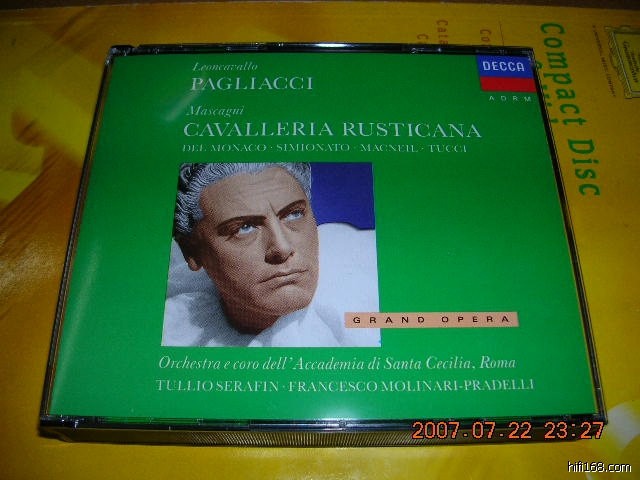 Leoncavallo
PAGLIACCI
Mascagni
CAVALLERIA RUSTICANA
DEL MONACO · SIMIONATO · MACNEIL · TUCCI
DECCA
ADRM
GRAND OPERA
Orchestra e coro dell'Accademia di Santa Cecilia, Roma
TULLIO SERAFIN · FRANCESCO MOLINARI-PRADELLI
Compact Disc
2007.07.22 23:27
hifi168.com